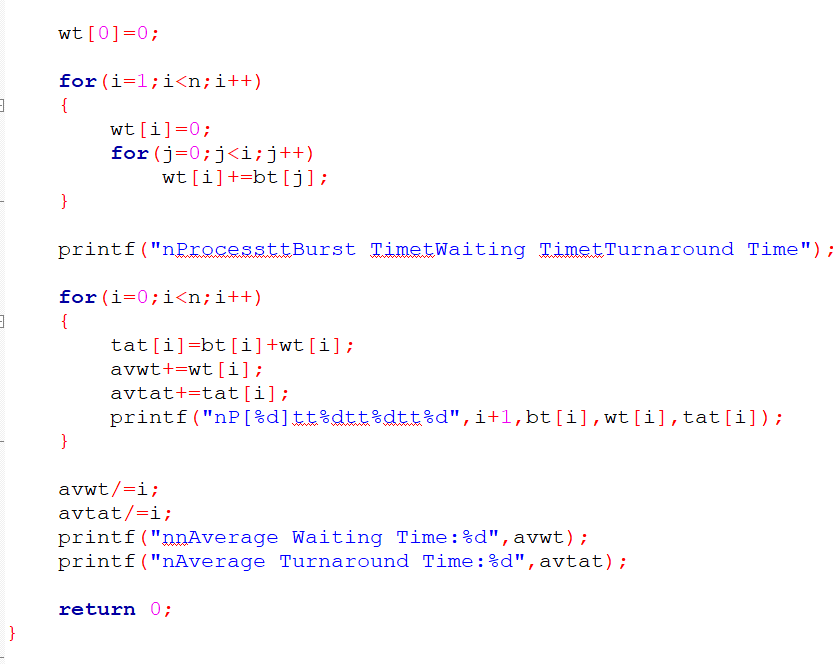 wt[0]=0;
for(i=1;i<n;i++)
{
wt[i]=0;
for(j=0;j<i;j++)
wt[i]+=bt[j];
}
printf("nProcessttBurst TimetWaiting TimetTurnaround Time");
for(i=0;i<n;i++)
{
tat[i]=bt[i]+wt[i];
avwt+=wt[i];
avtat+=tat[i];
printf("nP[%d]tt%dtt%dtt%d",i+1,bt[i],wt[i],tat[i]);
}
avwt/=i;
avtat/=i;
printf("nnAverage Waiting Time:%d",avwt);
printf("nAverage Turnaround Time:%d",avtat);
return 0;
}